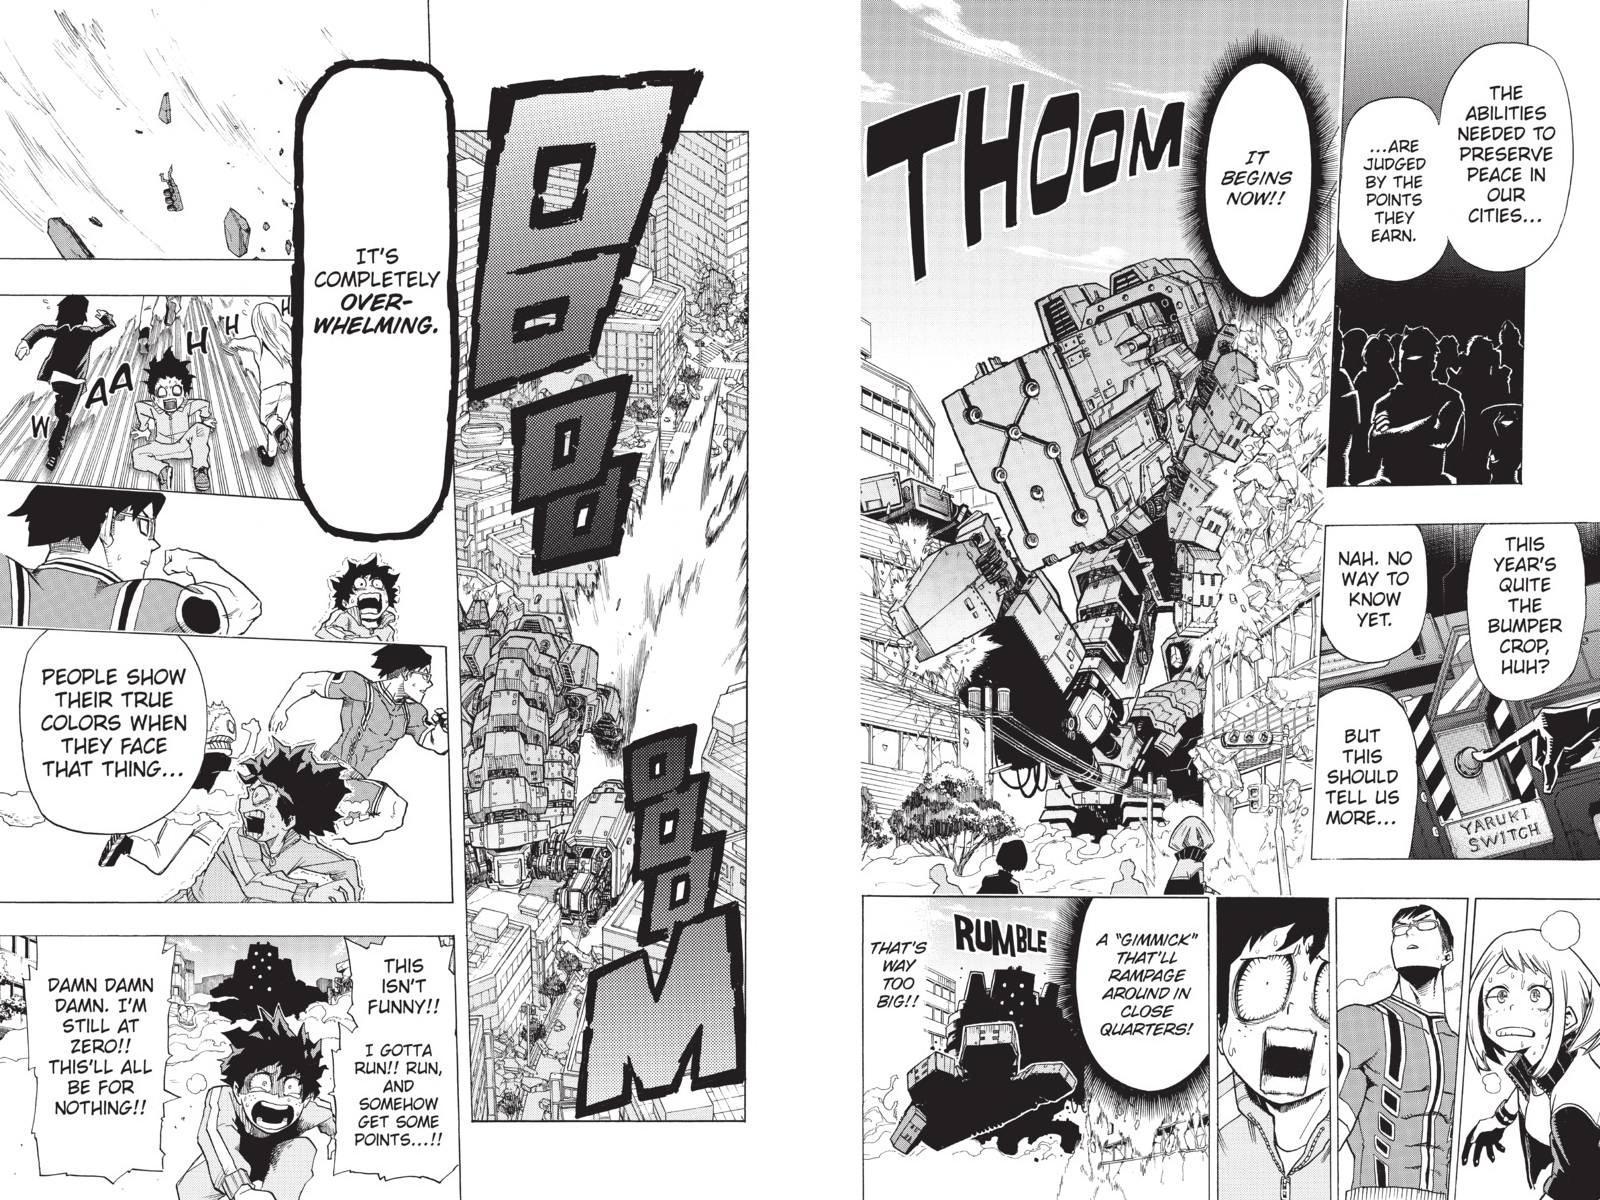 THE
ABILITIES
NEEDED TO
PRESERVE
PEACE IN
OUR
CITIES...
...ARE
JUDGED
BY THE
POINTS
THEY
EARN.
IT
BEGINS
NOW!!
THOOM
THIS
YEAR'S
QUITE
THE
BUMPER
CROP,
HUH?
NAH. NO
WAY TO
KNOW
YET.
BUT
THIS
SHOULD
TELL US
MORE...
YARUKI
SWITCH
A "GIMMICK"
THAT'LL
RAMPAGE
AROUND IN
CLOSE
QUARTERS!
RUMBLE
THAT'S
WAY
TOO
BIG!!
OOOOOOOM
IT'S
COMPLETELY
OVER-
WHELMING.
WAAHHHH
PEOPLE SHOW
THEIR TRUE
COLORS WHEN
THEY FACE
THAT THING...
THIS
ISN'T
FUNNY!!
I GOTTA
RUN!! RUN,
AND
SOMEHOW
GET SOME
POINTS...!!
DAMN DAMN
DAMN. I'M
STILL AT
ZERO!!
THIS'LL ALL
BE FOR
NOTHING!!